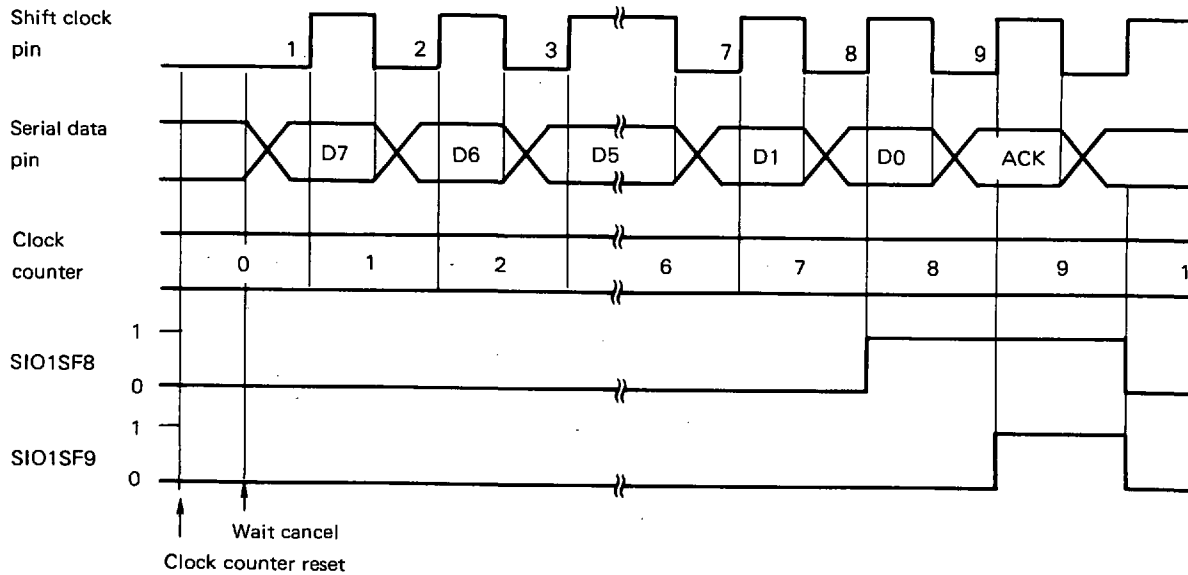 Shift clock
pin
1 2 3 7 8 9
Serial data
pin
D7 D6 D5 D1 D0 ACK
Clock
counter
0 1 2 6 7 8 9 1
1
SIO1SF8
0
1
SIO1SF9
0
Wait cancel
Clock counter reset